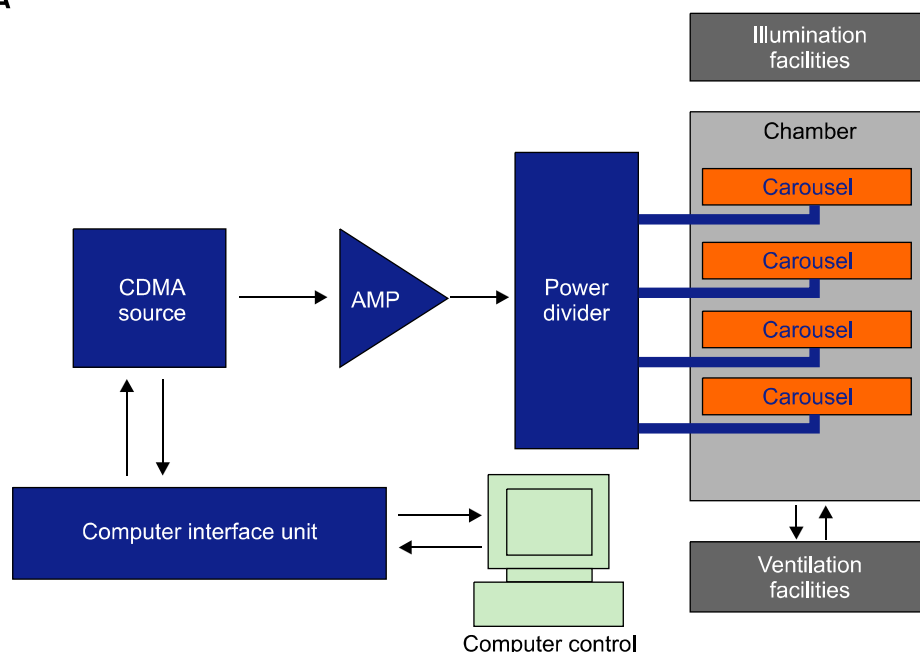 A
Illumination
facilities
Chamber
Carousel
Carousel
Carousel
Carousel
CDMA
source
AMP
Power
divider
Computer interface unit
Computer control
Ventilation
facilities